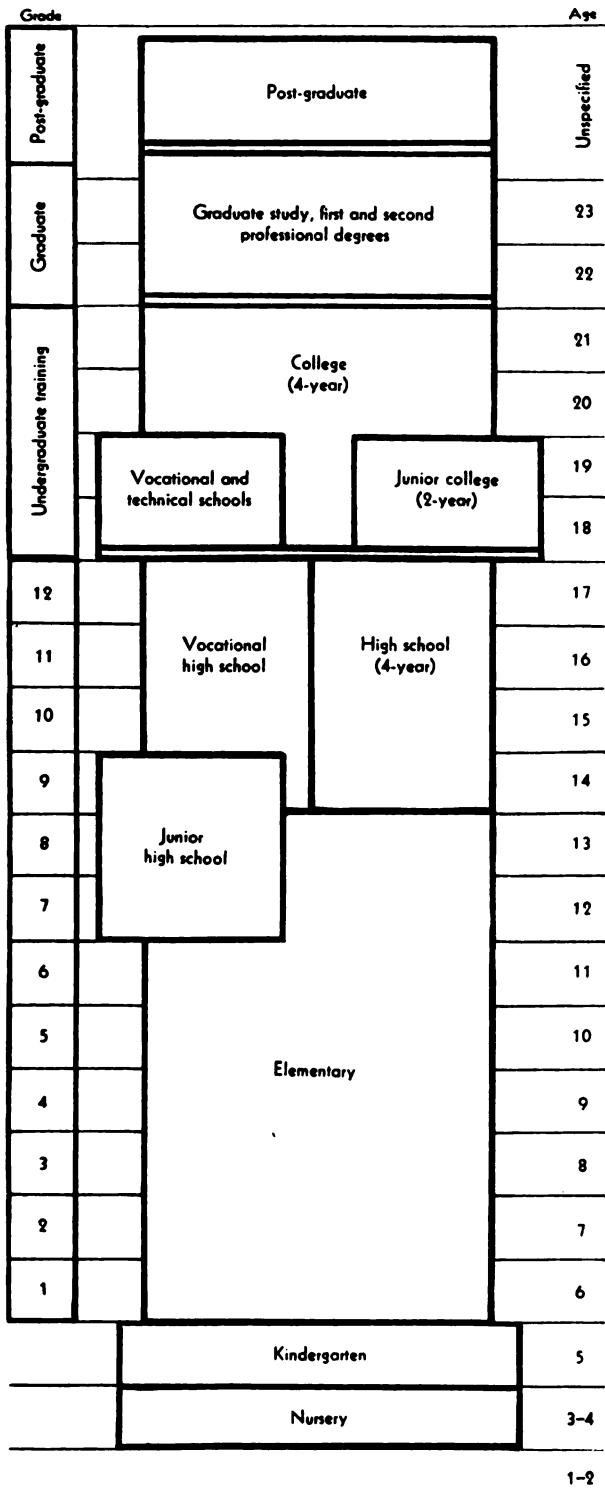 Grade
Age
Post-graduate
Post-graduate
Unspecified
Graduate
Graduate study, first and second
professional degrees
23
22
Undergraduate training
College
(4-year)
21
20
Vocational and
technical schools
Junior college
(2-year)
19
18
12
17
Vocational
high school
High school
(4-year)
11
16
10
15
9
14
Junior
high school
8
13
7
12
6
11
5
10
Elementary
4
9
3
8
2
7
1
6
Kindergarten
5
Nursery
3-4
1-2